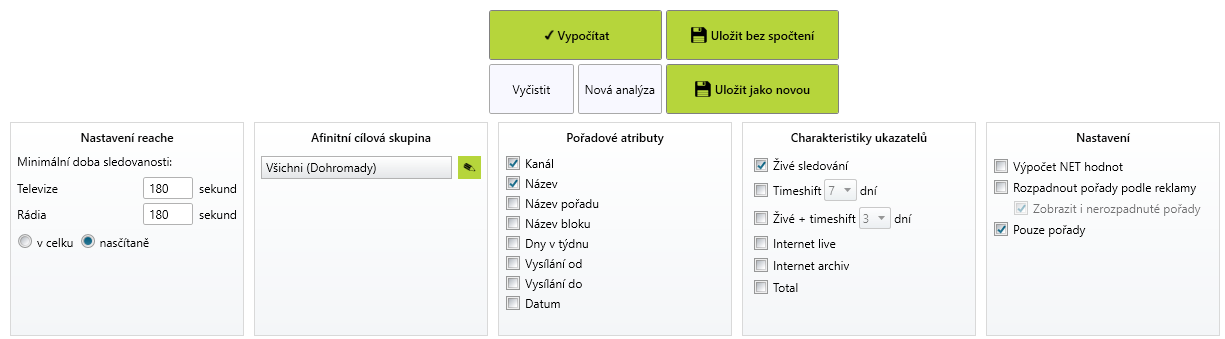 ✓ Vypočítat
Uložit bez spočtení
Vyčistit
Nová analýza
Uložit jako novou
Nastavení reache
Minimální doba sledovanosti:
Televize 180 sekund
Rádia 180 sekund
v celku nasčítaně
Afinitní cílová skupina
Všichni (Dohromady)
Pořadové atributy
Kanál
Název
Název pořadu
Název bloku
Dny v týdnu
Vysílání od
Vysílání do
Datum
Charakteristiky ukazatelů
Živé sledování
Timeshift 7 dní
Živé + timeshift 3 dní
Internet live
Internet archiv
Total
Nastavení
Výpočet NET hodnot
Rozpadnout pořady podle reklamy
Zobrazit i nerozpadnuté pořady
Pouze pořady